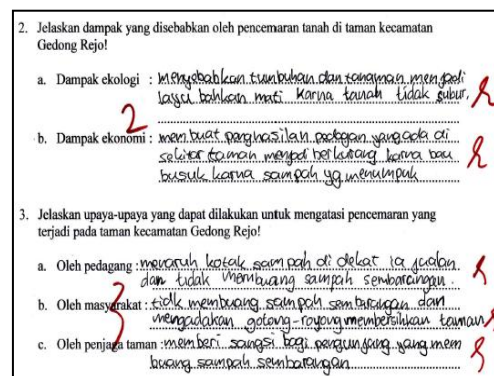 2. Jelaskan dampak yang disebabkan oleh pencemaran tanah di taman kecamatan
Gedong Rejo!
a. Dampak ekologi : Menyebabkan tumbuhan dan tanaman menjadi
layu bahkan mati karna tanah tidak subur.
2
b. Dampak ekonomi : membuat penghasilan pedagan yang ada di
sekitar taman menjadi berkurang karna bau
busuk karna sampah yg menumpuk
3. Jelaskan upaya-upaya yang dapat dilakukan untuk mengatasi pencemaran yang
terjadi pada taman kecamatan Gedong Rejo!
a. Oleh pedagang : menaruh kotak sampah di dekat ia jualan
dan tidak membuang sampah sembarangan.
3
b. Oleh masyarakat : tidk membuang sampah sembarangan dan
mengadakan gotong-royong membersihkan taman
c. Oleh penjaga taman : memberi sangsi bagi pengunjung yang mem
buang sampah sembarangan